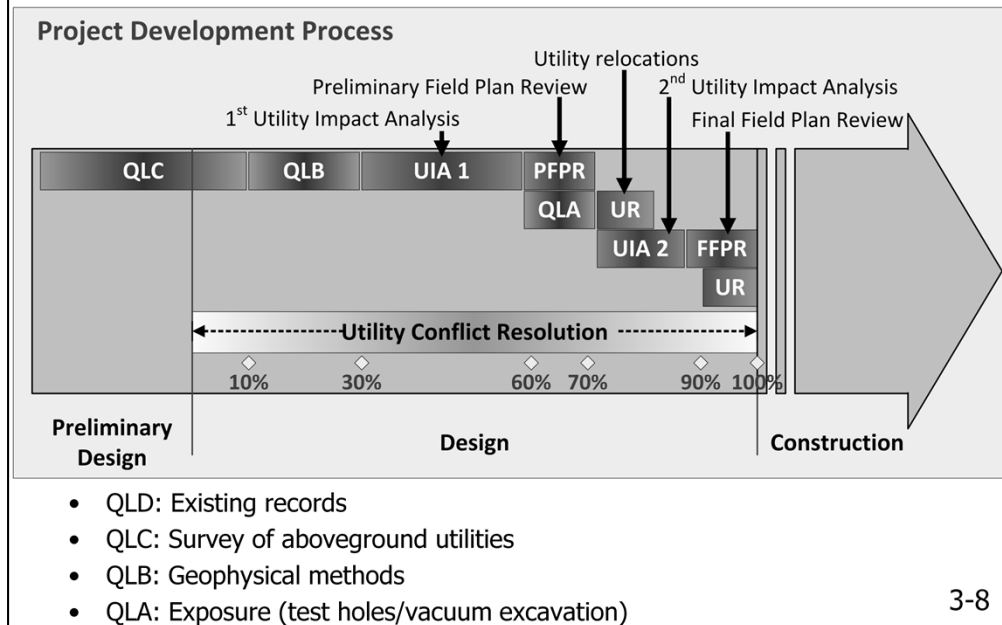 Project Development Process
Utility relocations
Preliminary Field Plan Review
2nd Utility Impact Analysis
1st Utility Impact Analysis
Final Field Plan Review
QLC
QLB
UIA 1
PFPR
QLA
UR
UIA 2
FFPR
UR
Utility Conflict Resolution
10%
30%
60%
70%
90%
100%
Preliminary
Design
Design
Construction
• QLD: Existing records
• QLC: Survey of aboveground utilities
• QLB: Geophysical methods
• QLA: Exposure (test holes/vacuum excavation)
3-8